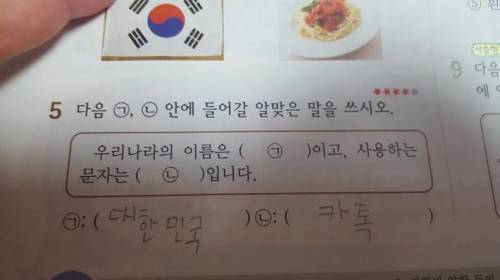 ⑤ 원
서술형
9 다음
에 ㅇ
5 다음 ㉠, ㉡ 안에 들어갈 알맞은 말을 쓰시오.
우리나라의 이름은 ( ㉠ )이고, 사용하는
문자는 ( ㉡ )입니다.
㉠: ( 대한민국 ) ㉡: ( 카톡 )